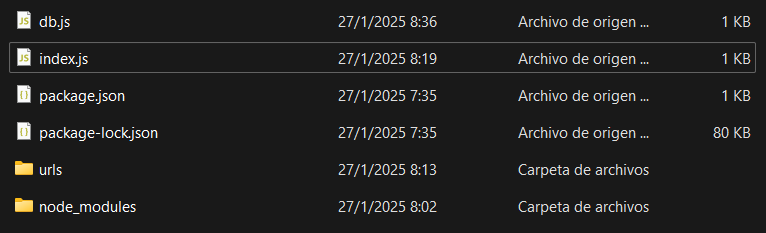 JS db.js 27/1/2025 8:36 Archivo de origen ... 1 KB
JS index.js 27/1/2025 8:19 Archivo de origen ... 1 KB
{} package.json 27/1/2025 7:35 Archivo de origen ... 1 KB
{} package-lock.json 27/1/2025 7:35 Archivo de origen ... 80 KB
urls 27/1/2025 8:13 Carpeta de archivos
node_modules 27/1/2025 8:02 Carpeta de archivos